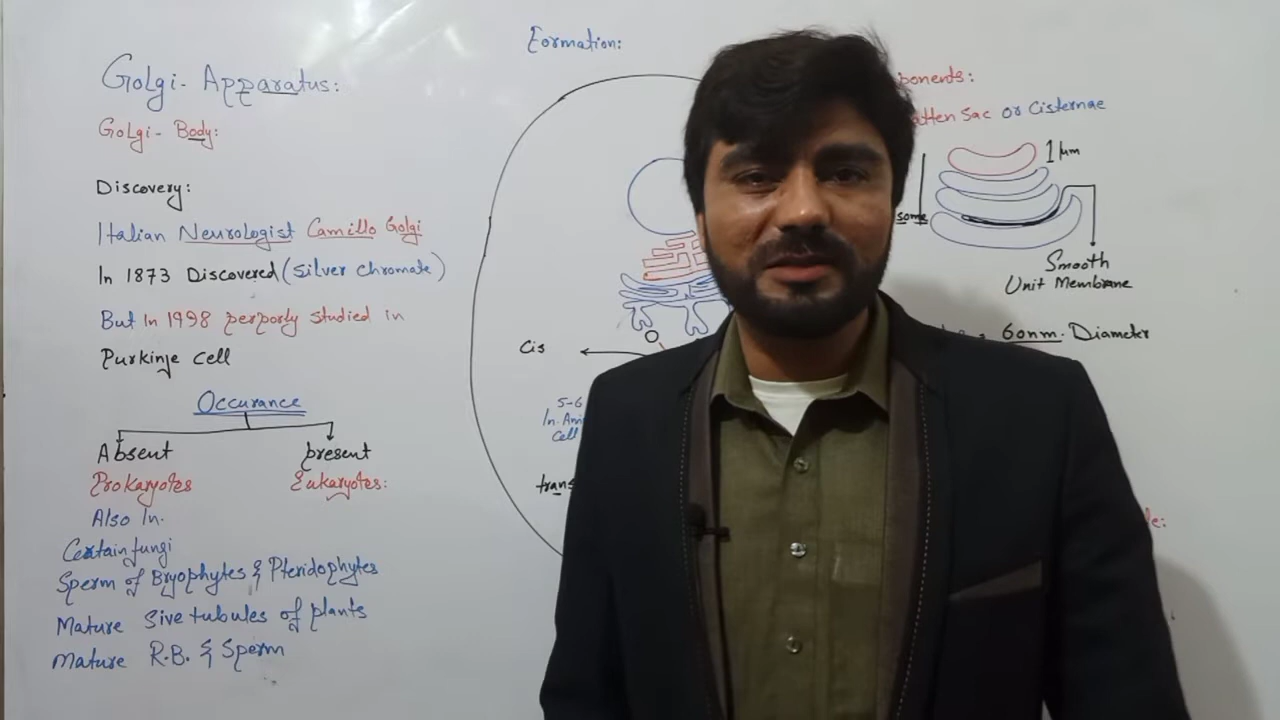 Golgi- Apparatus:
Golgi- Body:
Discovery:
Italian Neurologist Camillo Golgi
In 1873 Discovered (silver chromate)
But In 1998 perporly studied in
Purkinje cell
Occurance
Absent present
Prokaryotes Eukaryotes:
Also In.
Certain fungi
Sperm of Bryophytes & Pteridophytes
Mature Sive tubules of plants
Mature R.B. & Sperm
Formation:
Cis
5-6
In
Cell
trans
ponents:
atten Sac or Cisternae
1 μm
some
Smooth
Unit Membrane
60nm. Diameter
le: